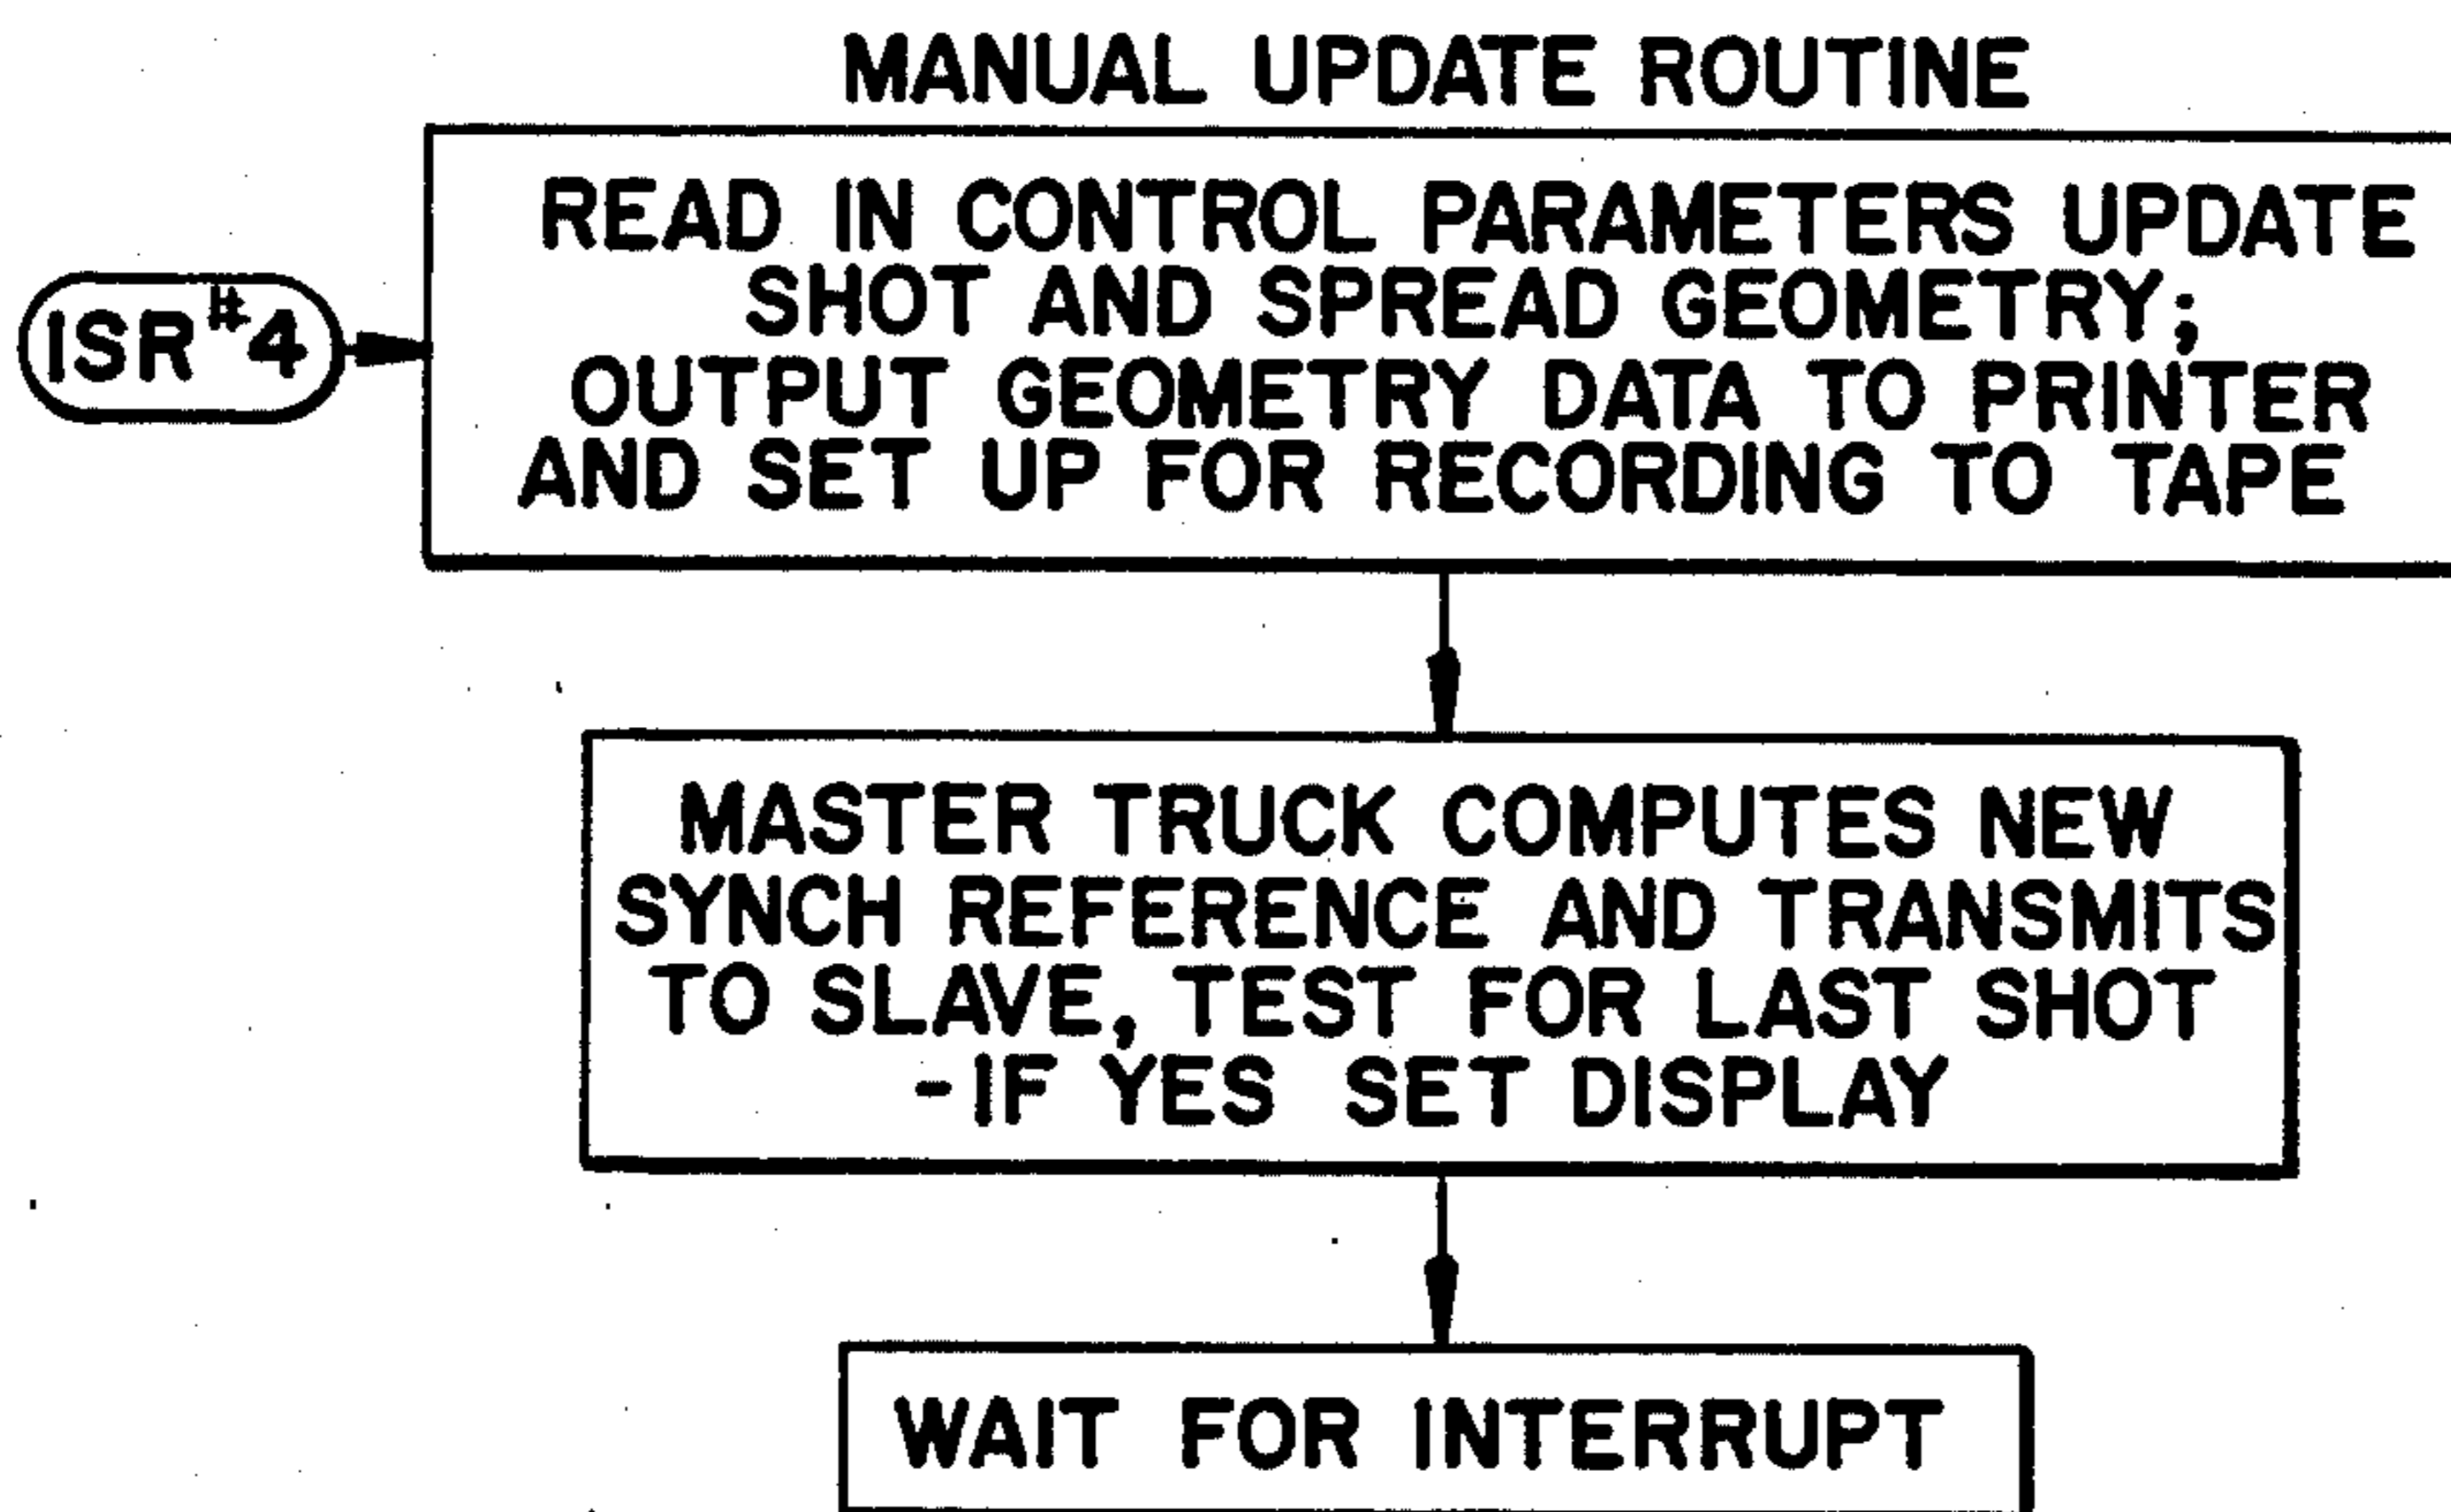 MANUAL UPDATE ROUTINE
READ IN CONTROL PARAMETERS UPDATE
SHOT AND SPREAD GEOMETRY;
ISR #4
OUTPUT GEOMETRY DATA TO PRINTER
AND SET UP FOR RECORDING TO TAPE
MASTER TRUCK COMPUTES NEW
SYNCH REFERENCE AND TRANSMITS
TO SLAVE, TEST FOR LAST SHOT
-IF YES SET DISPLAY
WAIT FOR INTERRUPT